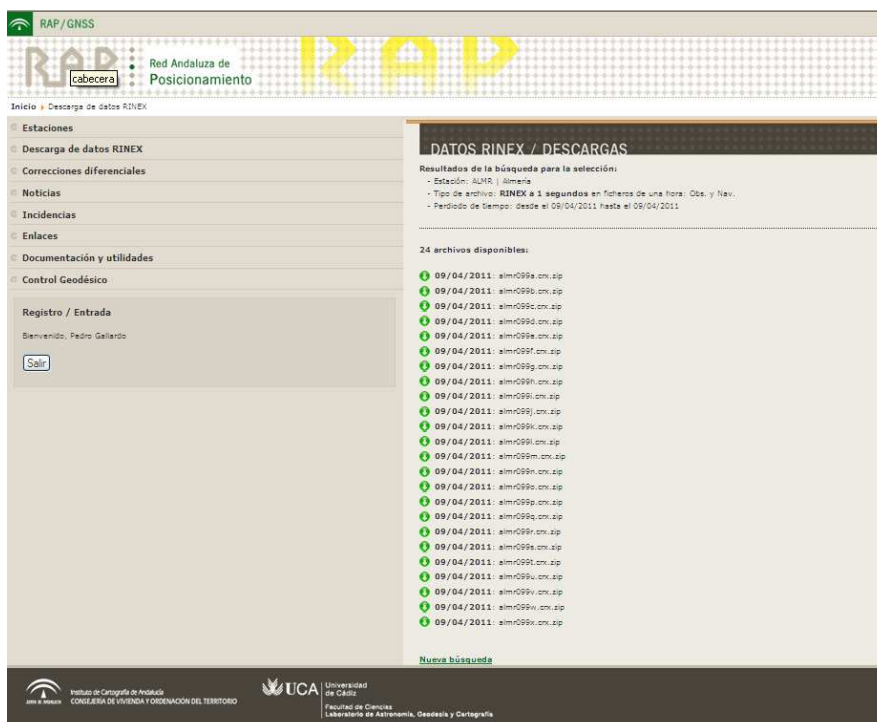 RAP/GNSS
RAP
Red Andaluza de
Posicionamiento
cabecera
RAP
Inicio Descarga de datos RINEX
Estaciones
Descarga de datos RINEX
Correcciones diferenciales
Noticias
Incidencias
Enlaces
Documentación y utilidades
Control Geodésico
Registro / Entrada
Bienvenido, Pedro Gallardo
Salir
DATOS RINEX / DESCARGAS
Resultados de la búsqueda para la selección:
- Estación: ALMR | Almería
- Tipo de archivo: RINEX a 1 segundos en ficheros de una hora: Obs. y Nav.
- Perdiodo de tiempo: desde el 09/04/2011 hasta el 09/04/2011
24 archivos disponibles:
09/04/2011: almr099a.crx.zip
09/04/2011: almr099b.crx.zip
09/04/2011: almr099c.crx.zip
09/04/2011: almr099d.crx.zip
09/04/2011: almr099e.crx.zip
09/04/2011: almr099f.crx.zip
09/04/2011: almr099g.crx.zip
09/04/2011: almr099h.crx.zip
09/04/2011: almr099i.crx.zip
09/04/2011: almr099j.crx.zip
09/04/2011: almr099k.crx.zip
09/04/2011: almr099l.crx.zip
09/04/2011: almr099m.crx.zip
09/04/2011: almr099n.crx.zip
09/04/2011: almr099o.crx.zip
09/04/2011: almr099p.crx.zip
09/04/2011: almr099q.crx.zip
09/04/2011: almr099r.crx.zip
09/04/2011: almr099s.crx.zip
09/04/2011: almr099t.crx.zip
09/04/2011: almr099u.crx.zip
09/04/2011: almr099v.crx.zip
09/04/2011: almr099w.crx.zip
09/04/2011: almr099x.crx.zip
Nueva búsqueda
JUNTA DE ANDALUCIA
Instituto de Cartografía de Andalucía
CONSEJERÍA DE VIVIENDA Y ORDENACIÓN DEL TERRITORIO
UCA
Universidad
de Cádiz
Facultad de Ciencias
Laboratorio de Astronomía, Geodesia y Cartografía